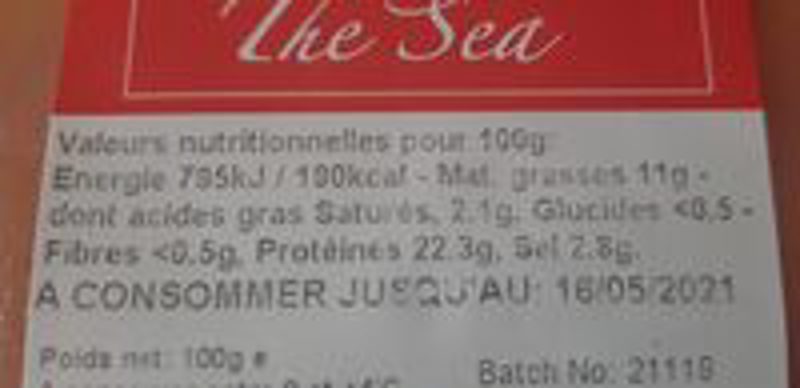 The Sea
Valeurs nutritionnelles pour 100g:
Energie 795kJ / 190kcal - Mat. grasses 11g -
dont acides gras Saturés, 2.1g, Glucides <0,5 -
Fibres <0.5g, Protéines 22.3g, Sel 2.8g.
A CONSOMMER JUSQU'AU: 16/05/2021
Poids net: 100g e
Batch No: 21119